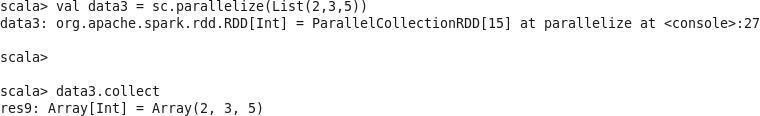 scala> val data3 = sc.parallelize(List(2,3,5))
data3: org.apache.spark.rdd.RDD[Int] = ParallelCollectionRDD[15] at parallelize at <console>:27
scala>
scala> data3.collect
res9: Array[Int] = Array(2, 3, 5)